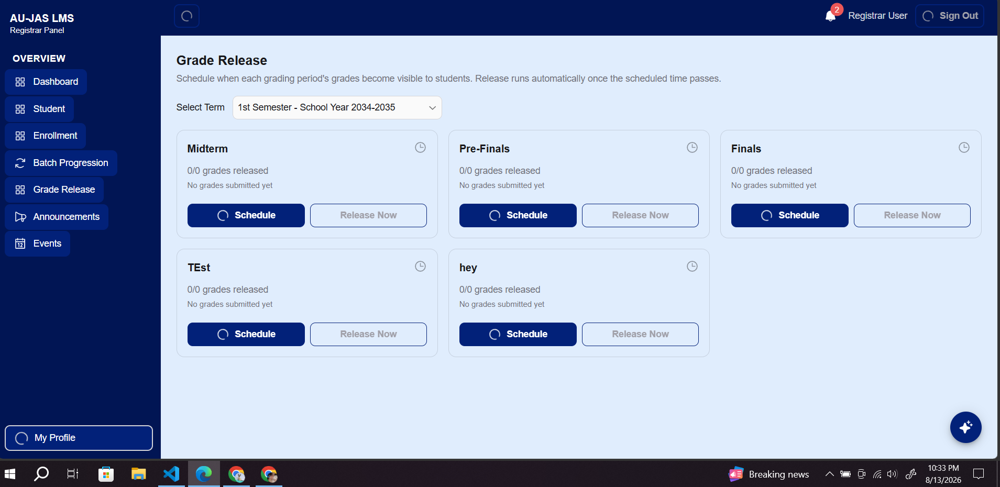 AU-JAS LMS
Registrar Panel
2
Registrar User
Sign Out
OVERVIEW
Dashboard
Student
Enrollment
Batch Progression
Grade Release
Announcements
12
Events
My Profile
Grade Release
Schedule when each grading period's grades become visible to students. Release runs automatically once the scheduled time passes.
Select Term
1st Semester - School Year 2034-2035
Midterm
0/0 grades released
No grades submitted yet
Schedule
Release Now
Pre-Finals
0/0 grades released
No grades submitted yet
Schedule
Release Now
Finals
0/0 grades released
No grades submitted yet
Schedule
Release Now
TEst
0/0 grades released
No grades submitted yet
Schedule
Release Now
hey
0/0 grades released
No grades submitted yet
Schedule
Release Now
Breaking news
10:33 PM
8/13/2026